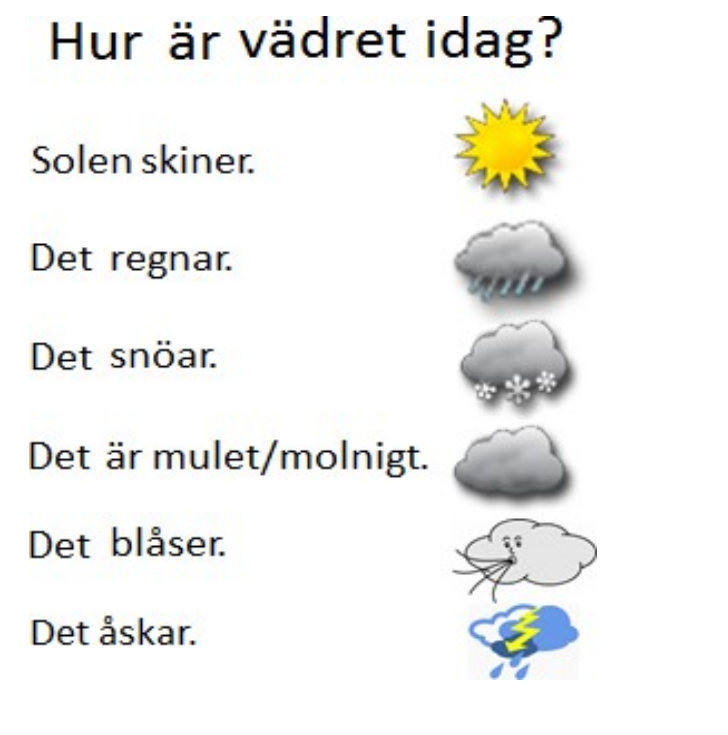 Hur är vädret idag?
Solen skiner.
Det regnar.
Det snöar.
Det är mulet/molnigt.
Det blåser.
Det åskar.